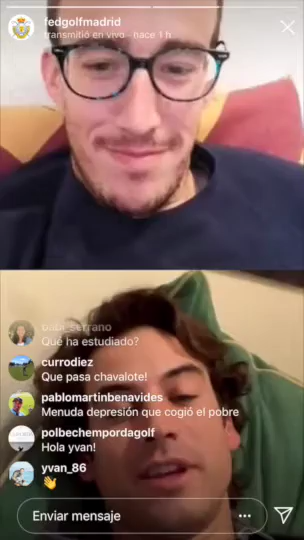 fedgolfmadrid
transmitió en vivo · hace 1 h
babi_serrano
Qué ha estudiado?
currodiez
Que pasa chavalote!
pablomartinbenavides
Menuda depresión que cogió el pobre
polbechempordagolf
Hola yvan!
yvan_86
👋
Enviar mensaje